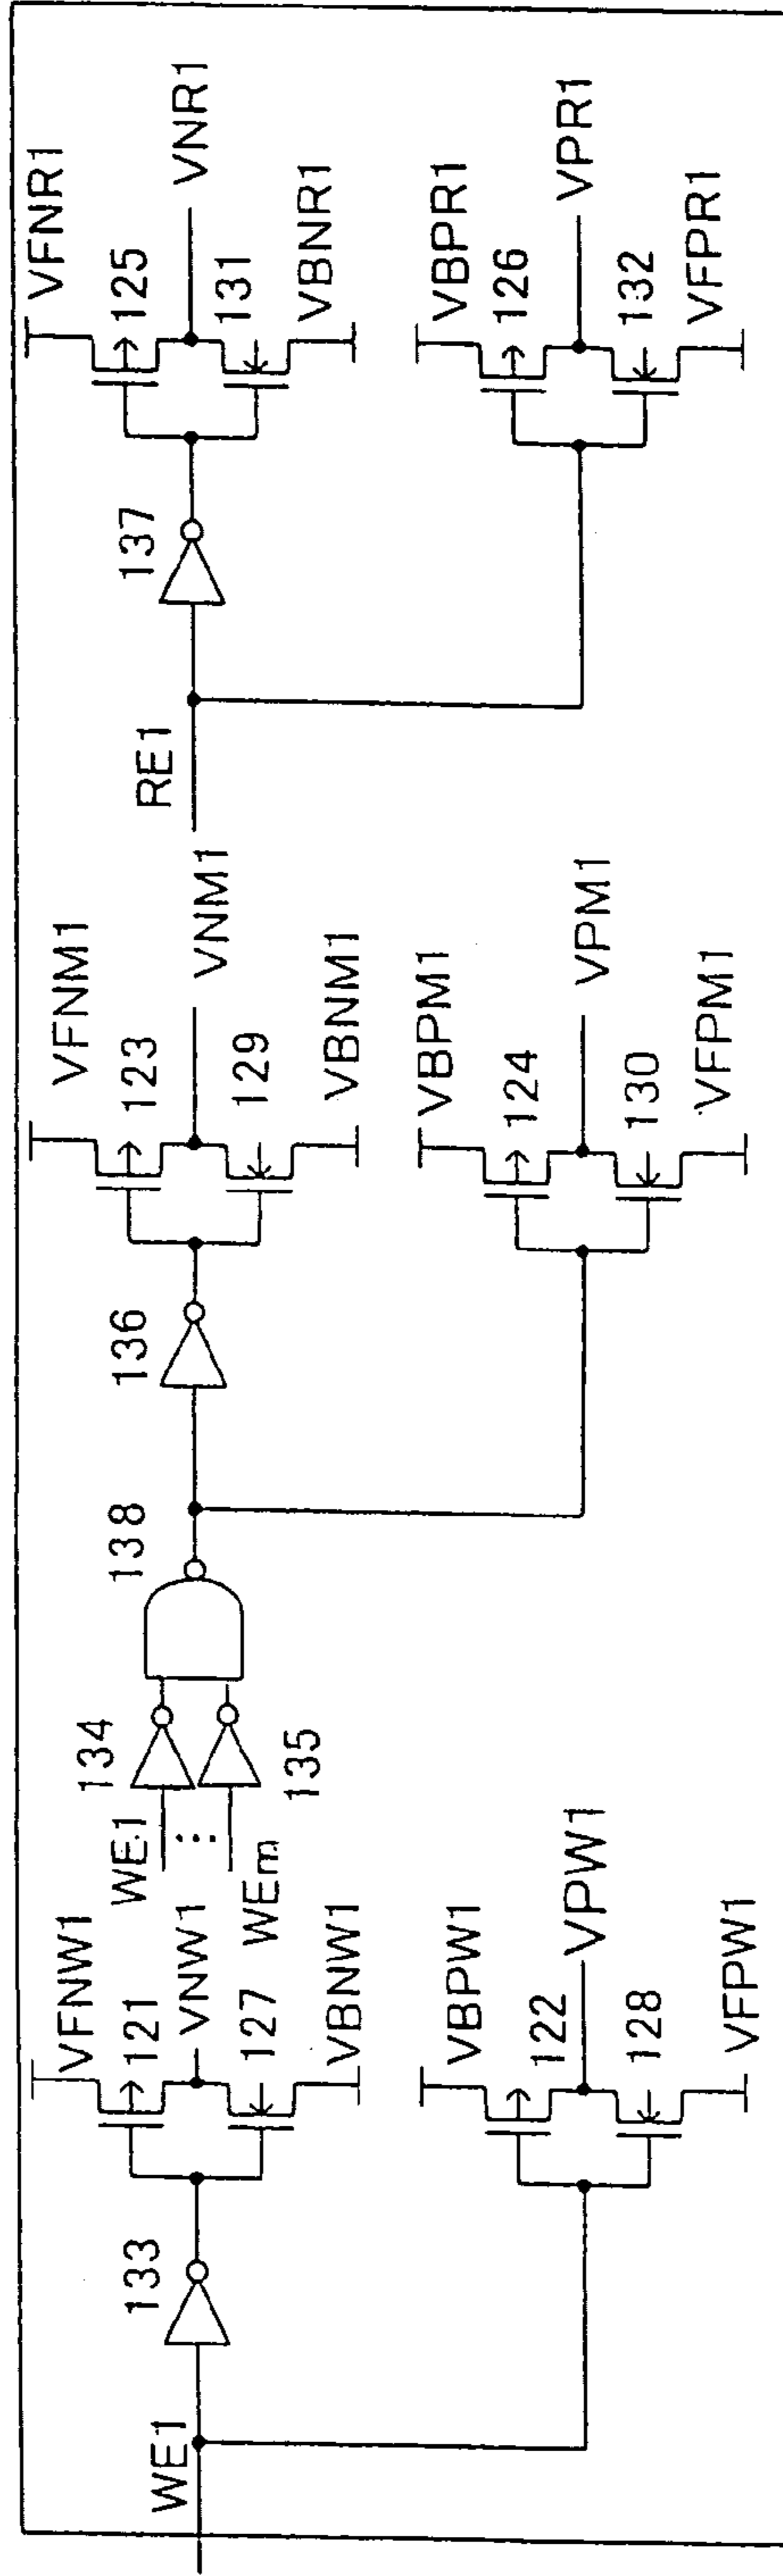 WE1
133
VFNW1
121
VNW1
127
VBNW1
VBPW1
122
VPW1
128
VFPW1
WE1
WEm
134
135
138
136
VFNM1
123
VNM1
129
VBNM1
VBPM1
124
VPM1
130
VFPM1
RE1
137
VFNR1
125
VNR1
131
VBNR1
VBPR1
126
VPR1
132
VFPR1